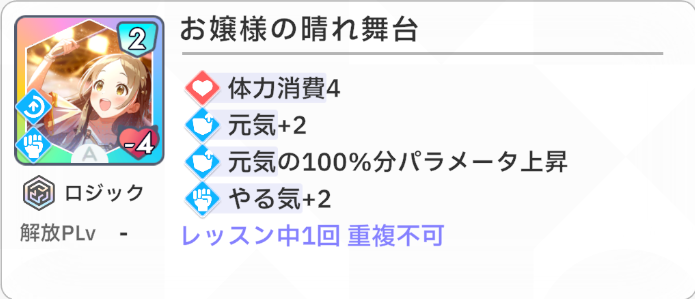 お嬢様の晴れ舞台
2
-4
A
体力消費4
元気+2
元気の100%分パラメータ上昇
やる気+2
レッスン中1回 重複不可
ロジック
解放PLv -